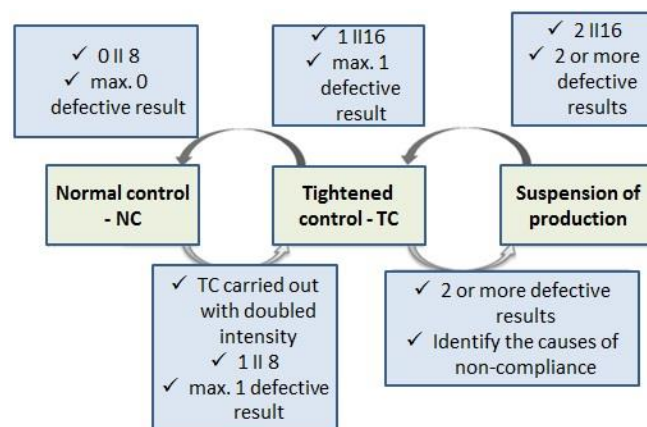 ✓ 0 II 8
✓ max. 0
defective result
✓ 1 II16
✓ max. 1
defective
result
✓ 2 II16
✓ 2 or more
defective
results
Normal control
- NC
Tightened
control - TC
Suspension of
production
✓ TC carried out
with doubled
intensity
✓ 1 II 8
✓ max. 1 defective
result
✓ 2 or more defective
results
✓ Identify the causes of
non-compliance